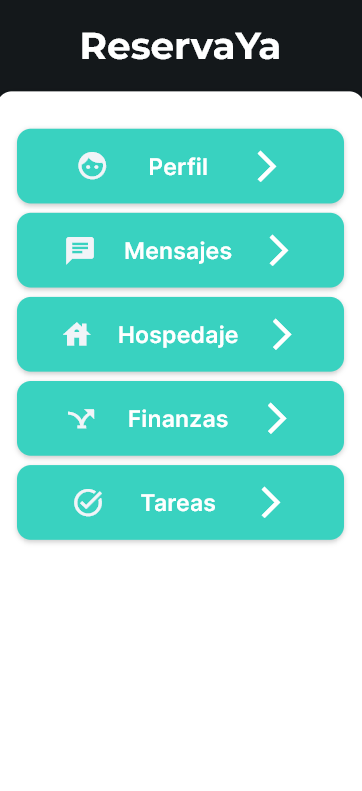 ReservaYa
Perfil
Mensajes
Hospedaje
Finanzas
Tareas